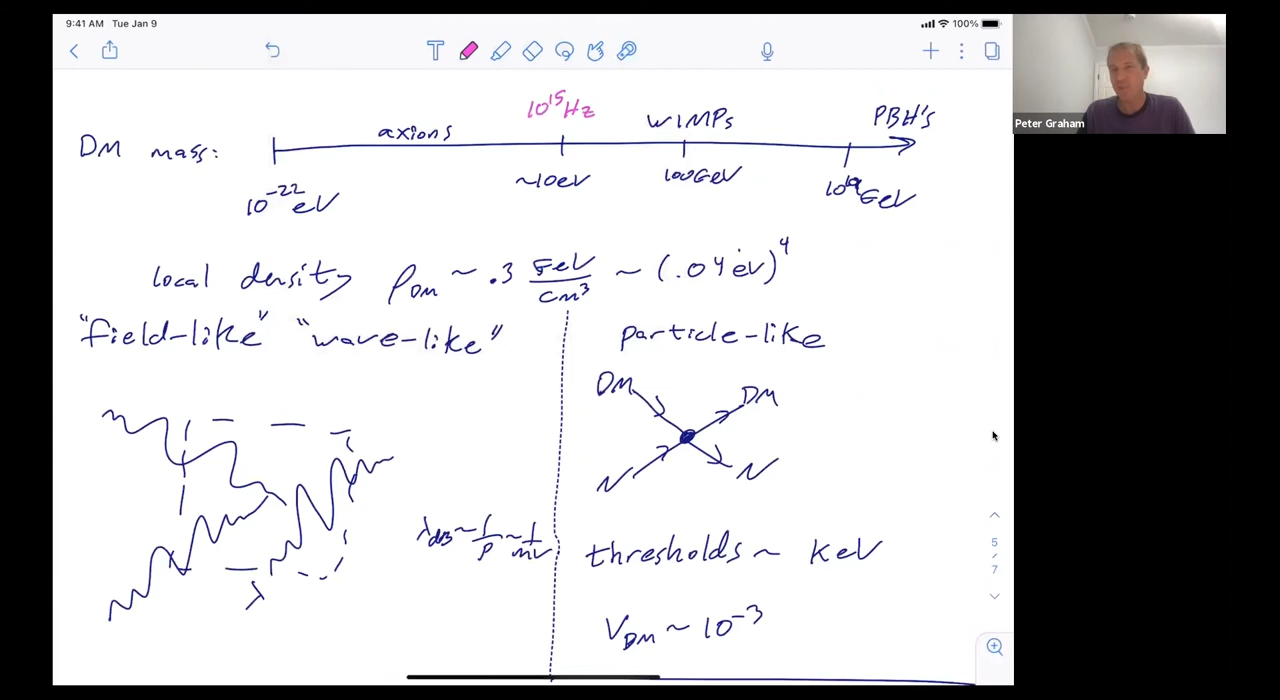 9:41 AM Tue Jan 9
100%
Peter Graham
10^15 Hz
axions
WIMPs
PBH's
DM mass:
10^-22 eV
~10eV
100GeV
10^19 GeV
local density ρ_DM ~ .3 GeV/cm^3 ~ (.04 eV)^4
"field-like" "wave-like"
particle-like
DM
DM
N
N
λ_dB ~ 1/p ~ 1/mv
thresholds ~ keV
λ
V_DM ~ 10^-3
5
/
7